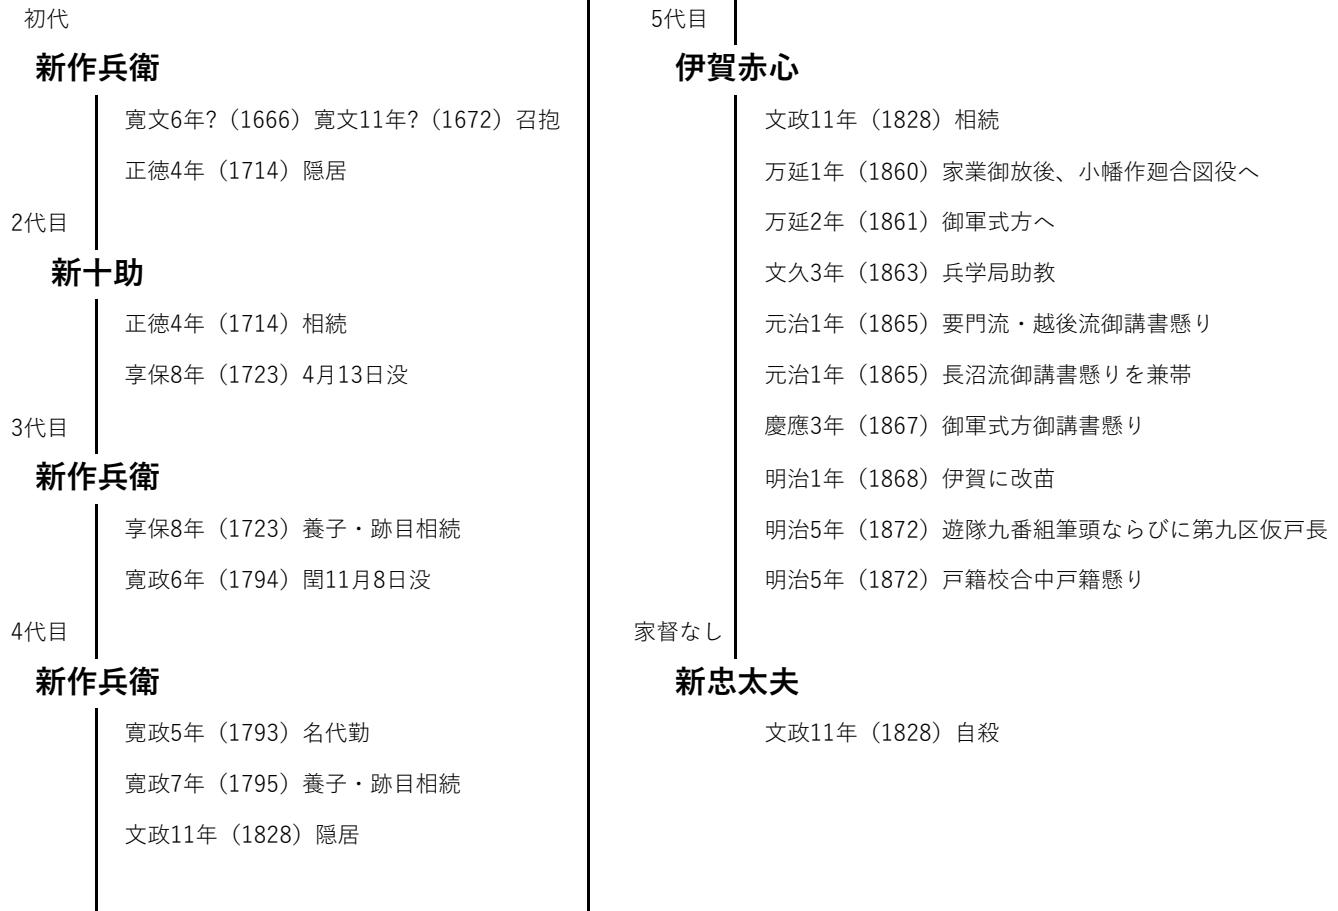 初代
新作兵衛
寛文6年?（1666）寛文11年?（1672）召抱
正徳4年（1714）隠居
2代目
新十助
正徳4年（1714）相続
享保8年（1723）4月13日没
3代目
新作兵衛
享保8年（1723）養子・跡目相続
寛政6年（1794）閏11月8日没
4代目
新作兵衛
寛政5年（1793）名代勤
寛政7年（1795）養子・跡目相続
文政11年（1828）隠居
5代目
伊賀赤心
文政11年（1828）相続
万延1年（1860）家業御放後、小幡作廻合図役へ
万延2年（1861）御軍式方へ
文久3年（1863）兵学局助教
元治1年（1865）要門流・越後流御講書懸り
元治1年（1865）長沼流御講書懸りを兼帯
慶應3年（1867）御軍式方御講書懸り
明治1年（1868）伊賀に改苗
明治5年（1872）遊隊九番組筆頭ならびに第九区仮戸長
明治5年（1872）戸籍校合中戸籍懸り
家督なし
新忠太夫
文政11年（1828）自殺